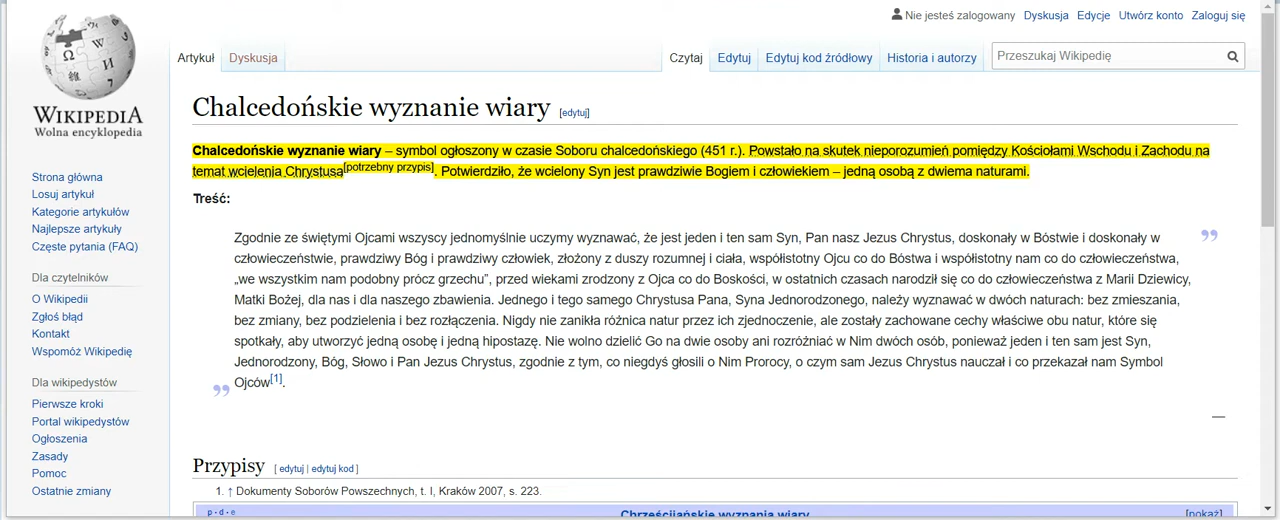 Nie jesteś zalogowany Dyskusja Edycje Utwórz konto Zaloguj się
WIKIPEDIA
Wolna encyklopedia
Artykuł Dyskusja Czytaj Edytuj Edytuj kod źródłowy Historia i autorzy Przeszukaj Wikipedię
Chalcedońskie wyznanie wiary [edytuj]
Chalcedońskie wyznanie wiary – symbol ogłoszony w czasie Soboru chalcedońskiego (451 r.). Powstało na skutek nieporozumień pomiędzy Kościołami Wschodu i Zachodu na
temat wcielenia Chrystusa[potrzebny przypis]. Potwierdziło, że wcielony Syn jest prawdziwie Bogiem i człowiekiem – jedną osobą z dwiema naturami.
Treść:
Zgodnie ze świętymi Ojcami wszyscy jednomyślnie uczymy wyznawać, że jest jeden i ten sam Syn, Pan nasz Jezus Chrystus, doskonały w Bóstwie i doskonały w
człowieczeństwie, prawdziwy Bóg i prawdziwy człowiek, złożony z duszy rozumnej i ciała, współistotny Ojcu co do Bóstwa i współistotny nam co do człowieczeństwa,
„we wszystkim nam podobny prócz grzechu”, przed wiekami zrodzony z Ojca co do Boskości, w ostatnich czasach narodził się co do człowieczeństwa z Marii Dziewicy,
Matki Bożej, dla nas i dla naszego zbawienia. Jednego i tego samego Chrystusa Pana, Syna Jednorodzonego, należy wyznawać w dwóch naturach: bez zmieszania,
bez zmiany, bez podzielenia i bez rozłączenia. Nigdy nie zanikła różnica natur przez ich zjednoczenie, ale zostały zachowane cechy właściwe obu natur, które się
spotkały, aby utworzyć jedną osobę i jedną hipostazę. Nie wolno dzielić Go na dwie osoby ani rozróżniać w Nim dwóch osób, ponieważ jeden i ten sam jest Syn,
Jednorodzony, Bóg, Słowo i Pan Jezus Chrystus, zgodnie z tym, co niegdyś głosili o Nim Prorocy, o czym sam Jezus Chrystus nauczał i co przekazał nam Symbol
Ojców[1].
—
Przypisy [ edytuj | edytuj kod ]
1. ↑ Dokumenty Soborów Powszechnych, t. I, Kraków 2007, s. 223.
p · d · e Chrześcijańskie wyznania wiary [pokaż]
Strona główna
Losuj artykuł
Kategorie artykułów
Najlepsze artykuły
Częste pytania (FAQ)
Dla czytelników
O Wikipedii
Zgłoś błąd
Kontakt
Wspomóż Wikipedię
Dla wikipedystów
Pierwsze kroki
Portal wikipedystów
Ogłoszenia
Zasady
Pomoc
Ostatnie zmiany